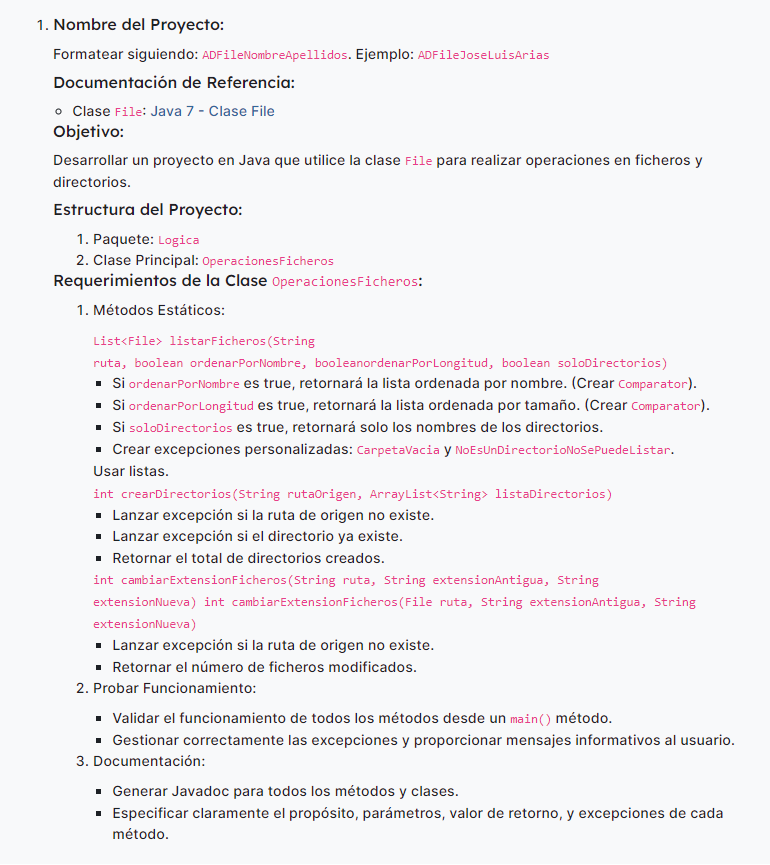 1. Nombre del Proyecto:
Formatear siguiendo: ADFileNombreApellidos. Ejemplo: ADFileJoseLuisArias
Documentación de Referencia:
Clase File: Java 7 - Clase File
Objetivo:
Desarrollar un proyecto en Java que utilice la clase File para realizar operaciones en ficheros y
directorios.
Estructura del Proyecto:
1. Paquete: Logica
2. Clase Principal: OperacionesFicheros
Requerimientos de la Clase OperacionesFicheros:
1. Métodos Estáticos:
List<File> listarFicheros(String
ruta, boolean ordenarPorNombre, booleanordenarPorLongitud, boolean soloDirectorios)
Si ordenarPorNombre es true, retornará la lista ordenada por nombre. (Crear Comparator).
Si ordenarPorLongitud es true, retornará la lista ordenada por tamaño. (Crear Comparator).
Si soloDirectorios es true, retornará solo los nombres de los directorios.
Crear excepciones personalizadas: CarpetaVacia y NoEsUnDirectorioNoSePuedeListar.
Usar listas.
int crearDirectorios(String rutaOrigen, ArrayList<String> listaDirectorios)
Lanzar excepción si la ruta de origen no existe.
Lanzar excepción si el directorio ya existe.
Retornar el total de directorios creados.
int cambiarExtensionFicheros(String ruta, String extensionAntigua, String
extensionNueva) int cambiarExtensionFicheros(File ruta, String extensionAntigua, String
extensionNueva)
Lanzar excepción si la ruta de origen no existe.
Retornar el número de ficheros modificados.
2. Probar Funcionamiento:
Validar el funcionamiento de todos los métodos desde un main() método.
Gestionar correctamente las excepciones y proporcionar mensajes informativos al usuario.
3. Documentación:
Generar Javadoc para todos los métodos y clases.
Especificar claramente el propósito, parámetros, valor de retorno, y excepciones de cada
método.